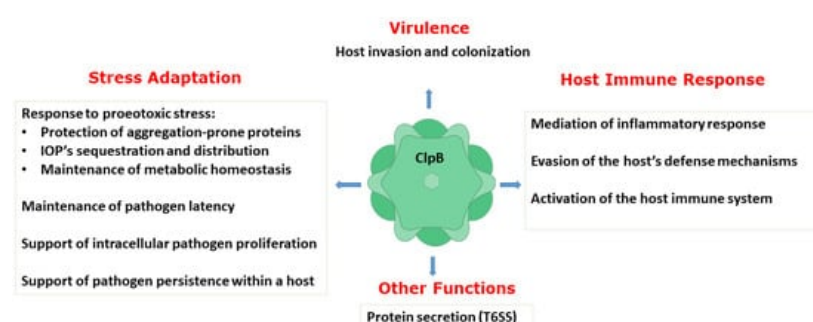 Virulence
Host invasion and colonization
Stress Adaptation
Response to proeotoxic stress:
• Protection of aggregation-prone proteins
• IOP's sequestration and distribution
• Maintenance of metabolic homeostasis
Maintenance of pathogen latency
Support of intracellular pathogen proliferation
Support of pathogen persistence within a host
ClpB
Host Immune Response
Mediation of inflammatory response
Evasion of the host's defense mechanisms
Activation of the host immune system
Other Functions
Protein secretion (T6SS)